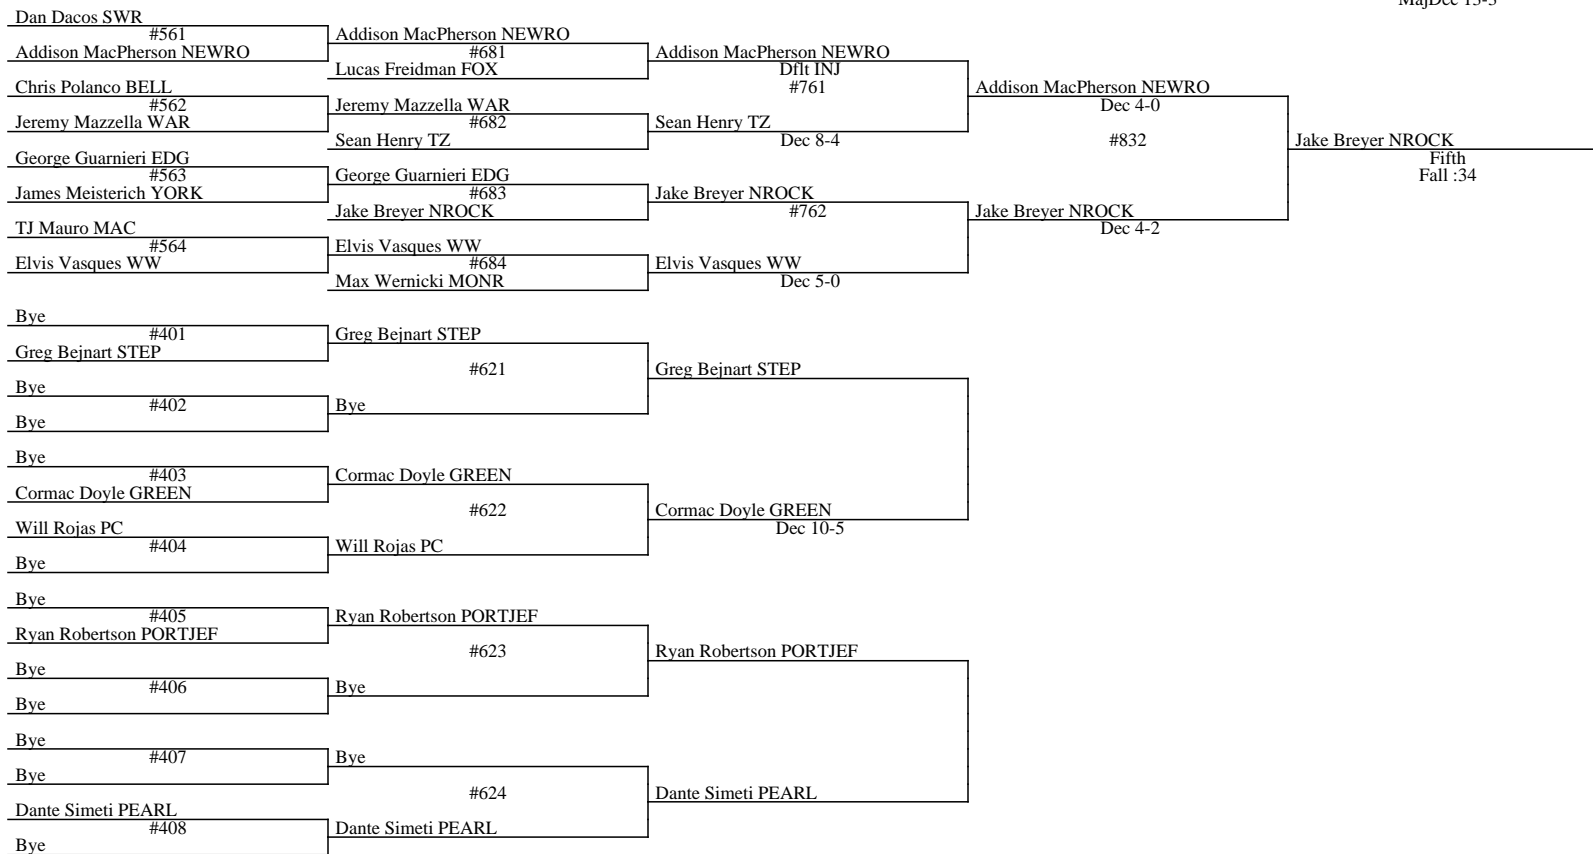 MajDec 13-3
Dan Dacos SWR
#561
Addison MacPherson NEWRO
Addison MacPherson NEWRO
#681
Lucas Freidman FOX
Addison MacPherson NEWRO
Dflt INJ
#761
Chris Polanco BELL
#562
Jeremy Mazzella WAR
Jeremy Mazzella WAR
#682
Sean Henry TZ
Sean Henry TZ
Dec 8-4
Addison MacPherson NEWRO
Dec 4-0
#832
Jake Breyer NROCK
Fifth
Fall :34
George Guarnieri EDG
#563
James Meisterich YORK
George Guarnieri EDG
#683
Jake Breyer NROCK
Jake Breyer NROCK
#762
Jake Breyer NROCK
Dec 4-2
TJ Mauro MAC
#564
Elvis Vasques WW
Elvis Vasques WW
#684
Max Wernicki MONR
Elvis Vasques WW
Dec 5-0
Bye
#401
Greg Bejnart STEP
Greg Bejnart STEP
#621
Greg Bejnart STEP
Bye
#402
Bye
Bye
Bye
#403
Cormac Doyle GREEN
Cormac Doyle GREEN
#622
Cormac Doyle GREEN
Dec 10-5
Will Rojas PC
#404
Bye
Will Rojas PC
Bye
#405
Ryan Robertson PORTJEF
Ryan Robertson PORTJEF
#623
Ryan Robertson PORTJEF
Bye
#406
Bye
Bye
Bye
#407
Bye
Bye
#624
Dante Simeti PEARL
Dante Simeti PEARL
#408
Bye
Dante Simeti PEARL